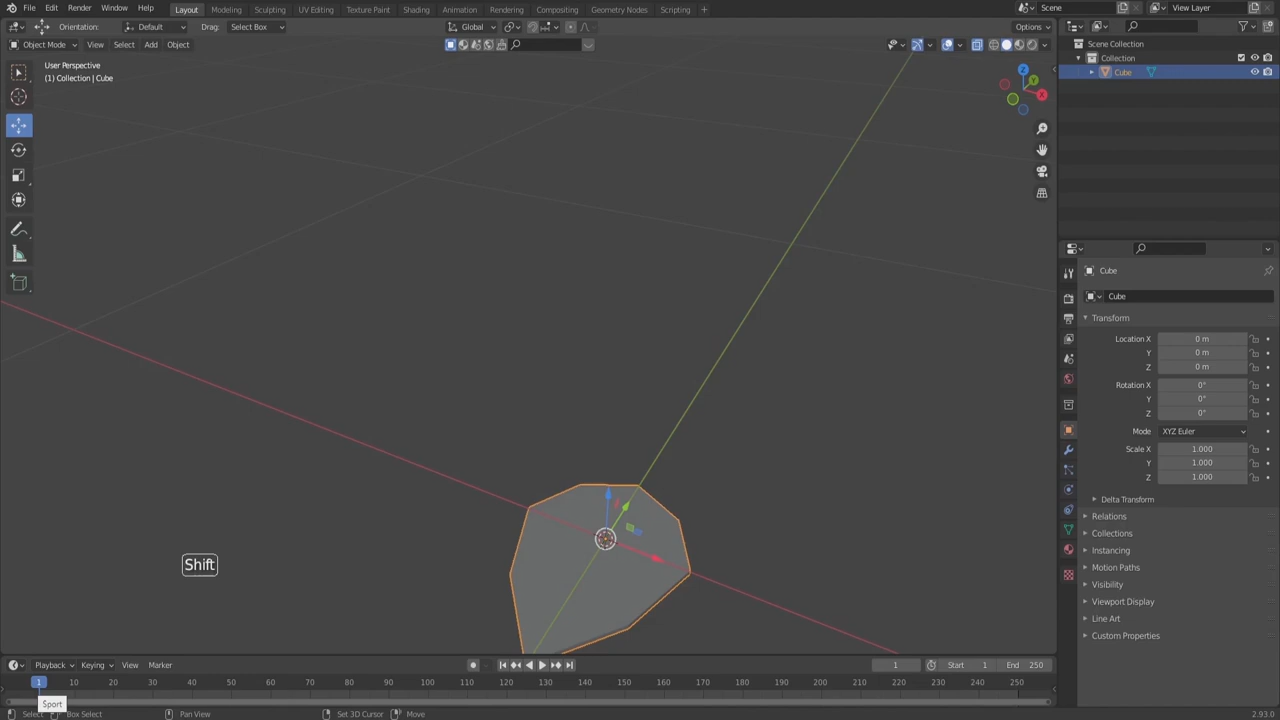 File Edit Render Window Help Layout Modeling Sculpting UV Editing Texture Paint Shading Animation Rendering Compositing Geometry Nodes Scripting Scene View Layer
Orientation: Default Drag: Select Box Global Options
Object Mode View Select Add Object
User Perspective
(1) Collection | Cube
Z
Y
X
Scene Collection
Collection
Cube
Cube
Cube
Transform
Location X 0 m
Y 0 m
Z 0 m
Rotation X 0°
Y 0°
Z 0°
Mode XYZ Euler
Scale X 1.000
Y 1.000
Z 1.000
Delta Transform
Relations
Collections
Instancing
Motion Paths
Visibility
Viewport Display
Line Art
Custom Properties
Shift
Playback Keying View Marker 1 Start 1 End 250
1 10 20 30 40 50 60 70 80 90 100 110 120 130 140 150 160 170 180 190 200 210 220 230 240 250
Sport
Select Box Select Pan View Set 3D Cursor Move 2.93.0